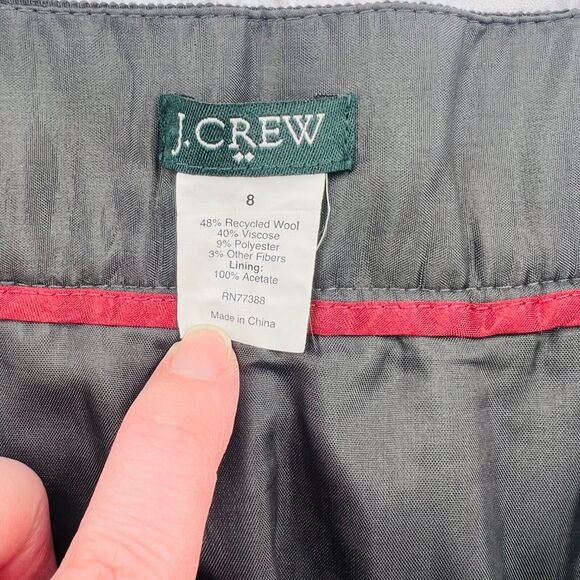 J.CREW
8
48% Recycled Wool
40% Viscose
9% Polyester
3% Other Fibers
Lining:
100% Acetate
RN77388
Made in China